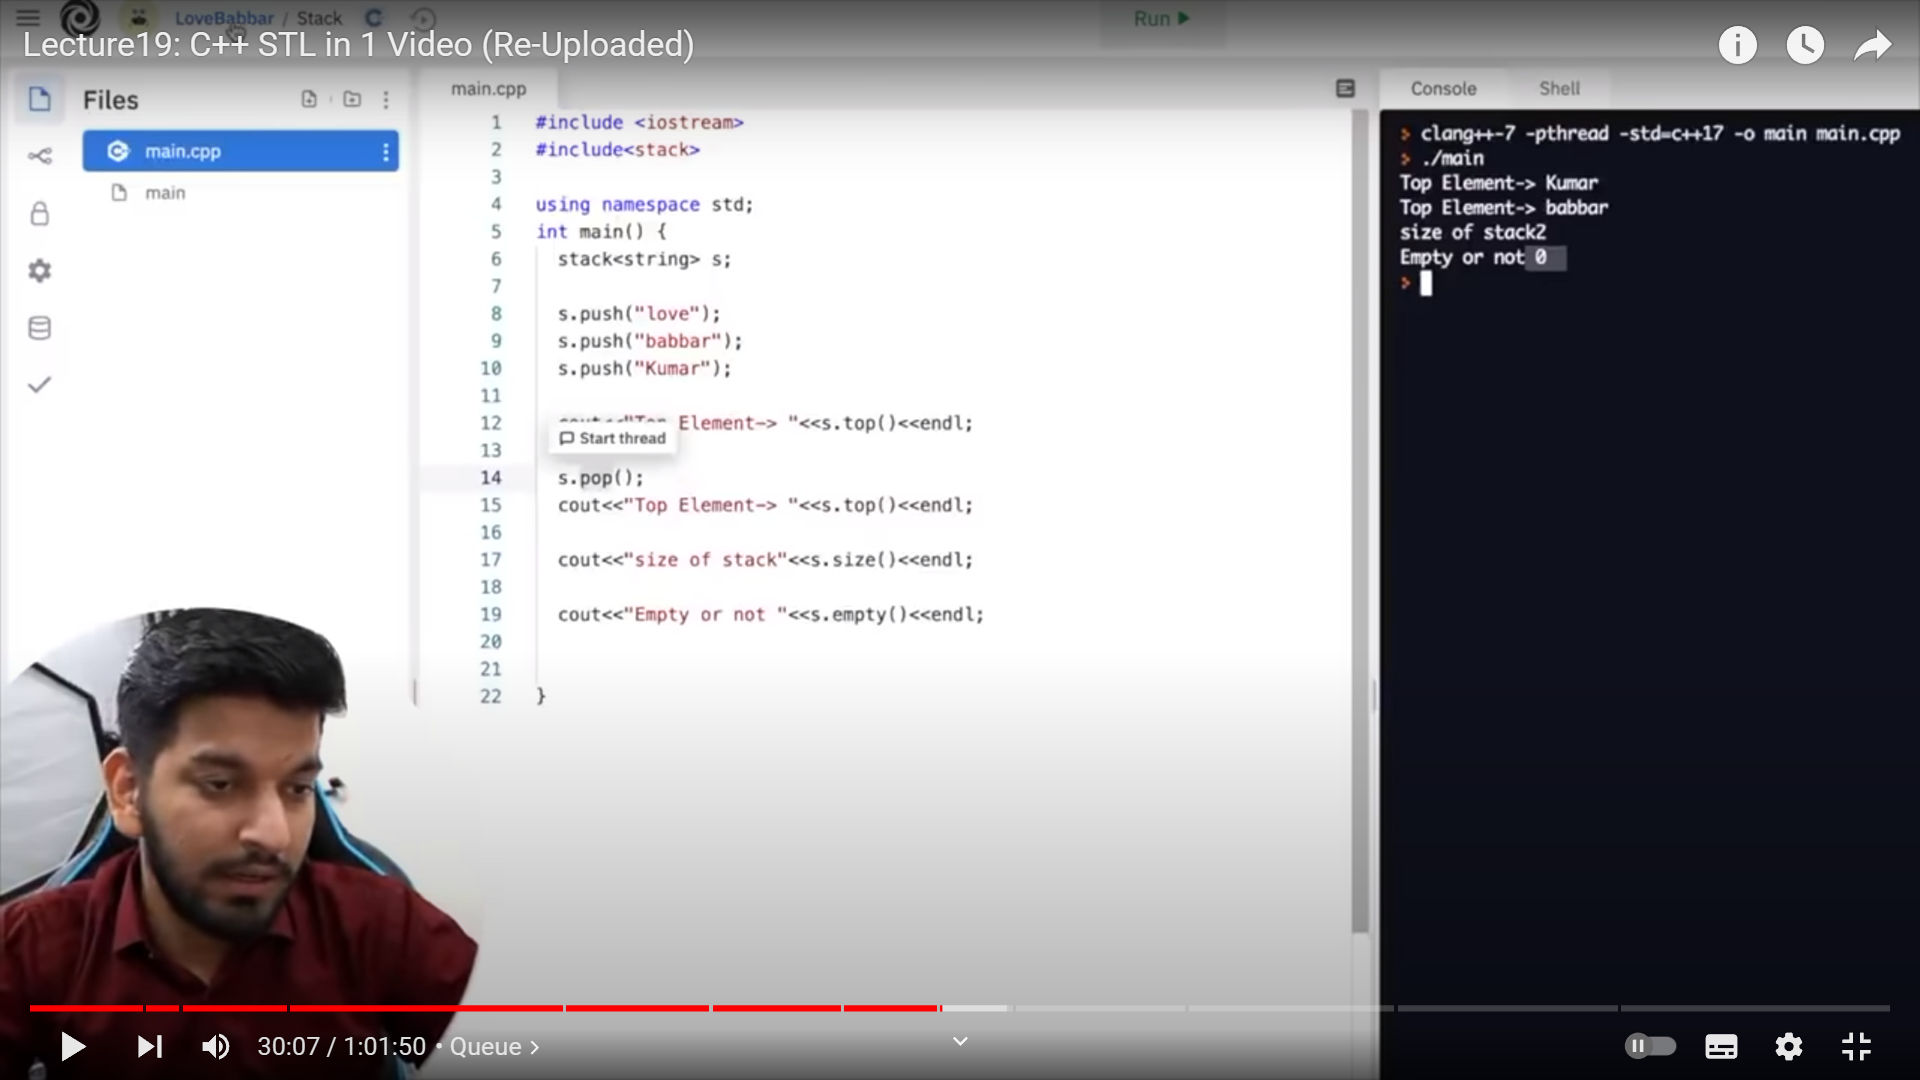 LoveBabbar / Stack
Run
Lecture19: C++ STL in 1 Video (Re-Uploaded)
Files
main.cpp
main
main.cpp
1 #include <iostream>
2 #include<stack>
3
4 using namespace std;
5 int main() {
6 stack<string> s;
7
8 s.push("love");
9 s.push("babbar");
10 s.push("Kumar");
11
12 cout<<"Top Element-> "<<s.top()<<endl;
Start thread
13
14 s.pop();
15 cout<<"Top Element-> "<<s.top()<<endl;
16
17 cout<<"size of stack"<<s.size()<<endl;
18
19 cout<<"Empty or not "<<s.empty()<<endl;
20
21
22 }
Console Shell
> clang++-7 -pthread -std=c++17 -o main main.cpp
> ./main
Top Element-> Kumar
Top Element-> babbar
size of stack2
Empty or not 0
>
30:07 / 1:01:50 • Queue >